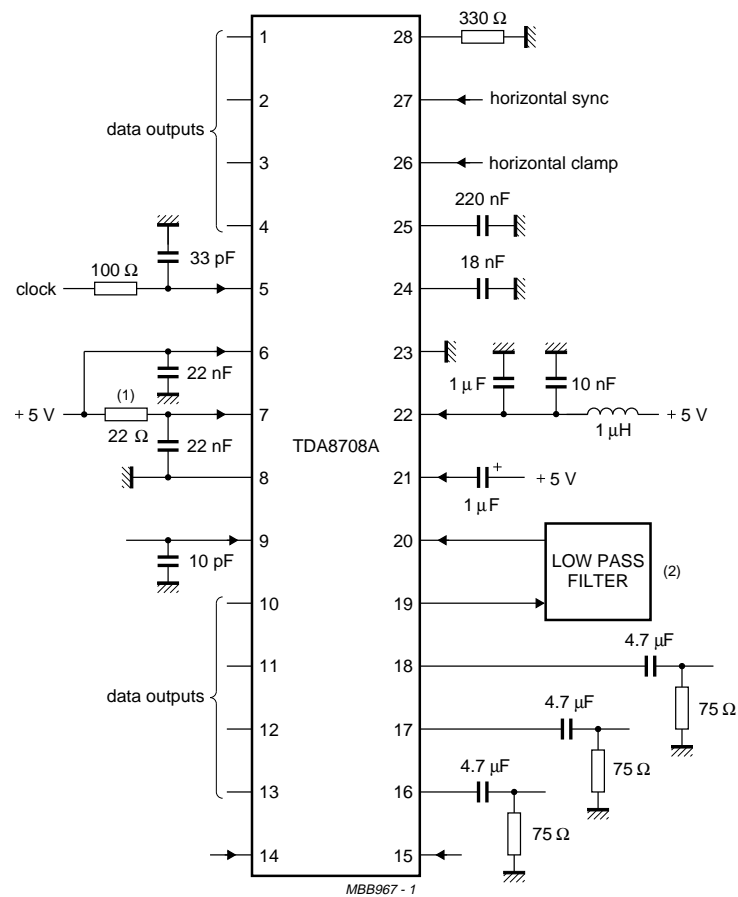 330 Ω
1
28
2
27
horizontal sync
data outputs
3
26
horizontal clamp
220 nF
4
25
33 pF
18 nF
100 Ω
clock
5
24
6
23
22 nF
1 μF
10 nF
(1)
+ 5 V
7
22
+ 5 V
22 Ω
1 μH
22 nF
TDA8708A
8
21
+
+ 5 V
1 μF
9
20
10 pF
LOW PASS
FILTER
(2)
10
19
4.7 μF
11
18
data outputs
4.7 μF
75 Ω
12
17
4.7 μF
75 Ω
13
16
75 Ω
14
15
MBB967 - 1